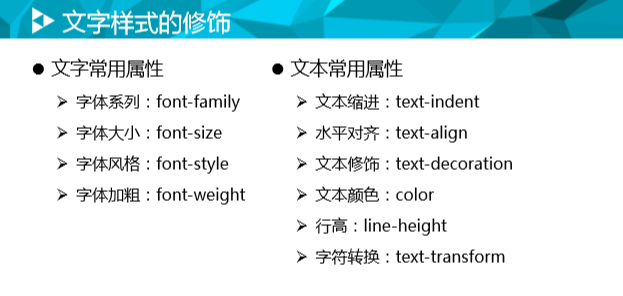 文字样式的修饰
文字常用属性
字体系列：font-family
字体大小：font-size
字体风格：font-style
字体加粗：font-weight
文本常用属性
文本缩进：text-indent
水平对齐：text-align
文本修饰：text-decoration
文本颜色：color
行高：line-height
字符转换：text-transform